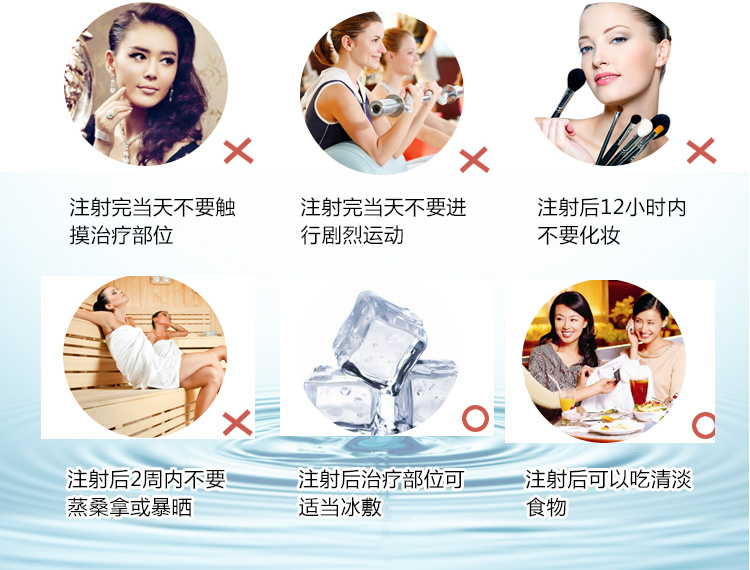 注射完当天不要触
摸治疗部位
注射完当天不要进
行剧烈运动
注射后12小时内
不要化妆
注射后2周内不要
蒸桑拿或暴晒
注射后治疗部位可
适当冰敷
注射后可以吃清淡
食物